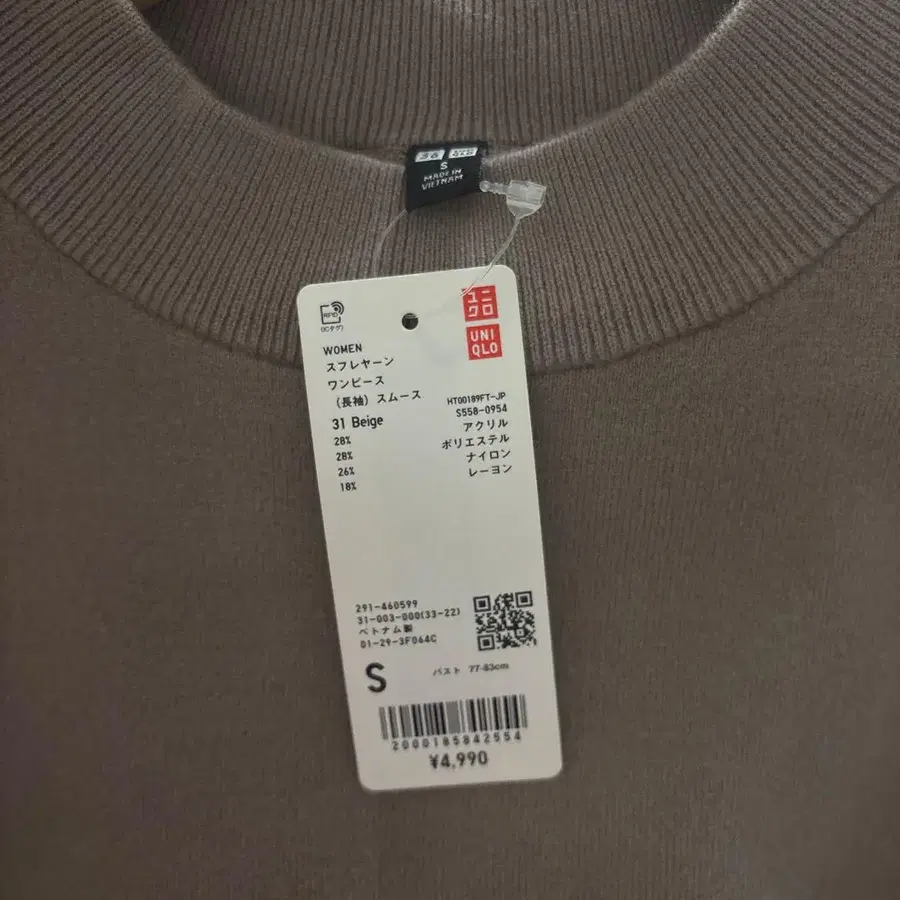 S
MADE IN
VIETNAM
RFID
(ICタグ)
ユニ
クロ
UNI
QLO
WOMEN
スフレヤーン
ワンピース
(長袖) スムース
31 Beige
HT00189FT-JP
S558-0954
28% アクリル
28% ポリエステル
26% ナイロン
18% レーヨン
291-460599
31-003-000(33-22)
ベトナム製
01-29-3F064C
S バスト 77-83cm
2000185842554
¥4,990